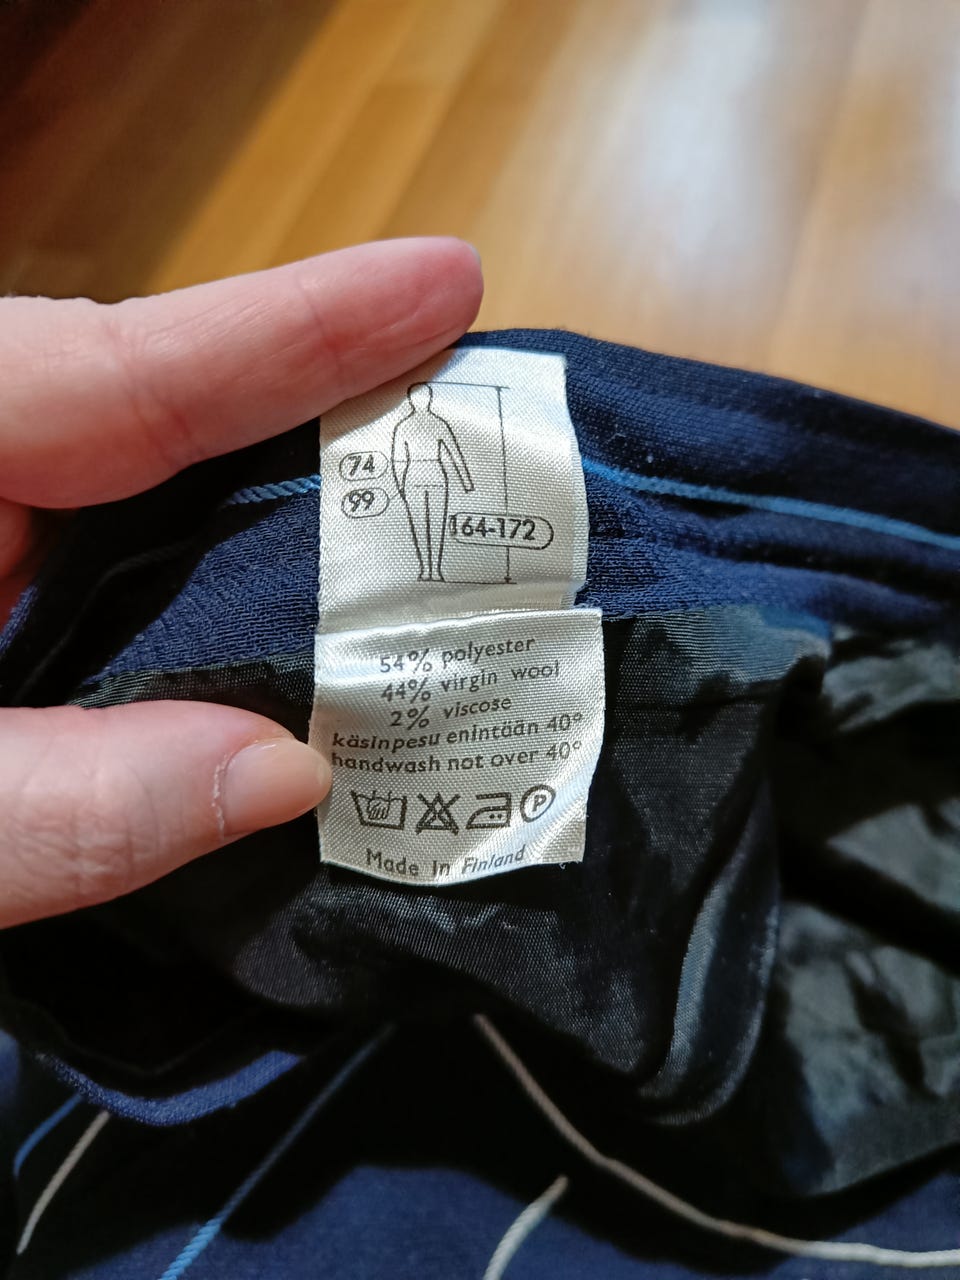 74
99
164-172
54% polyester
44% virgin wool
2% viscose
käsinpesu enintään 40°
handwash not over 40°
P
Made In Finland